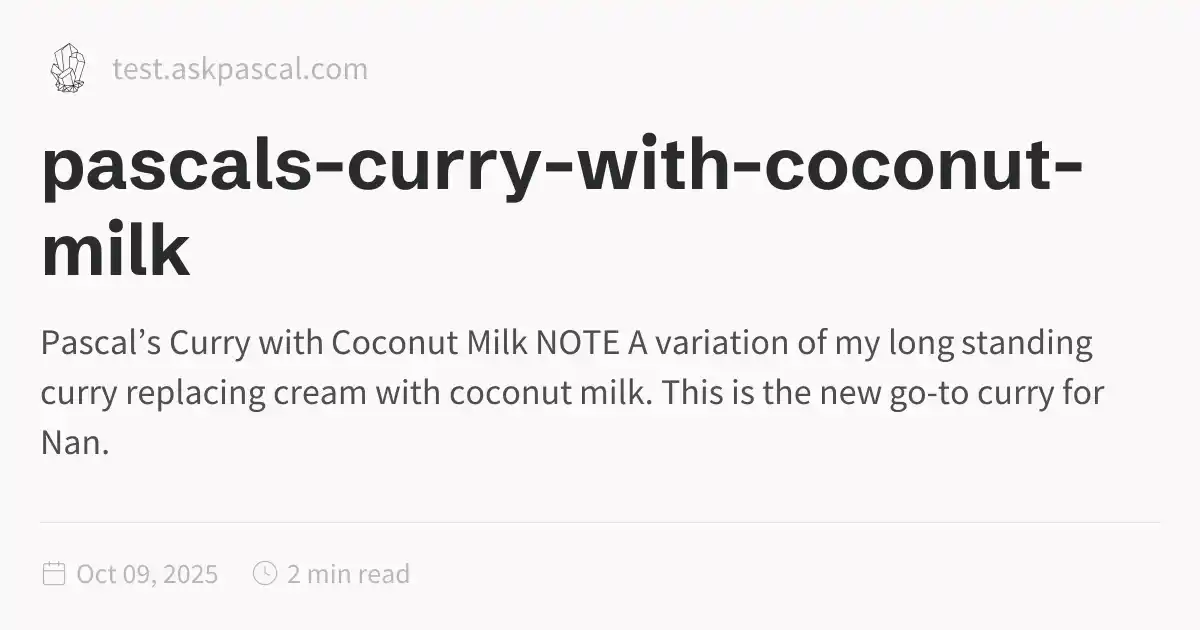 test.askpascal.com
pascals-curry-with-coconut-
milk
Pascal’s Curry with Coconut Milk NOTE A variation of my long standing
curry replacing cream with coconut milk. This is the new go-to curry for
Nan.
Oct 09, 2025 2 min read